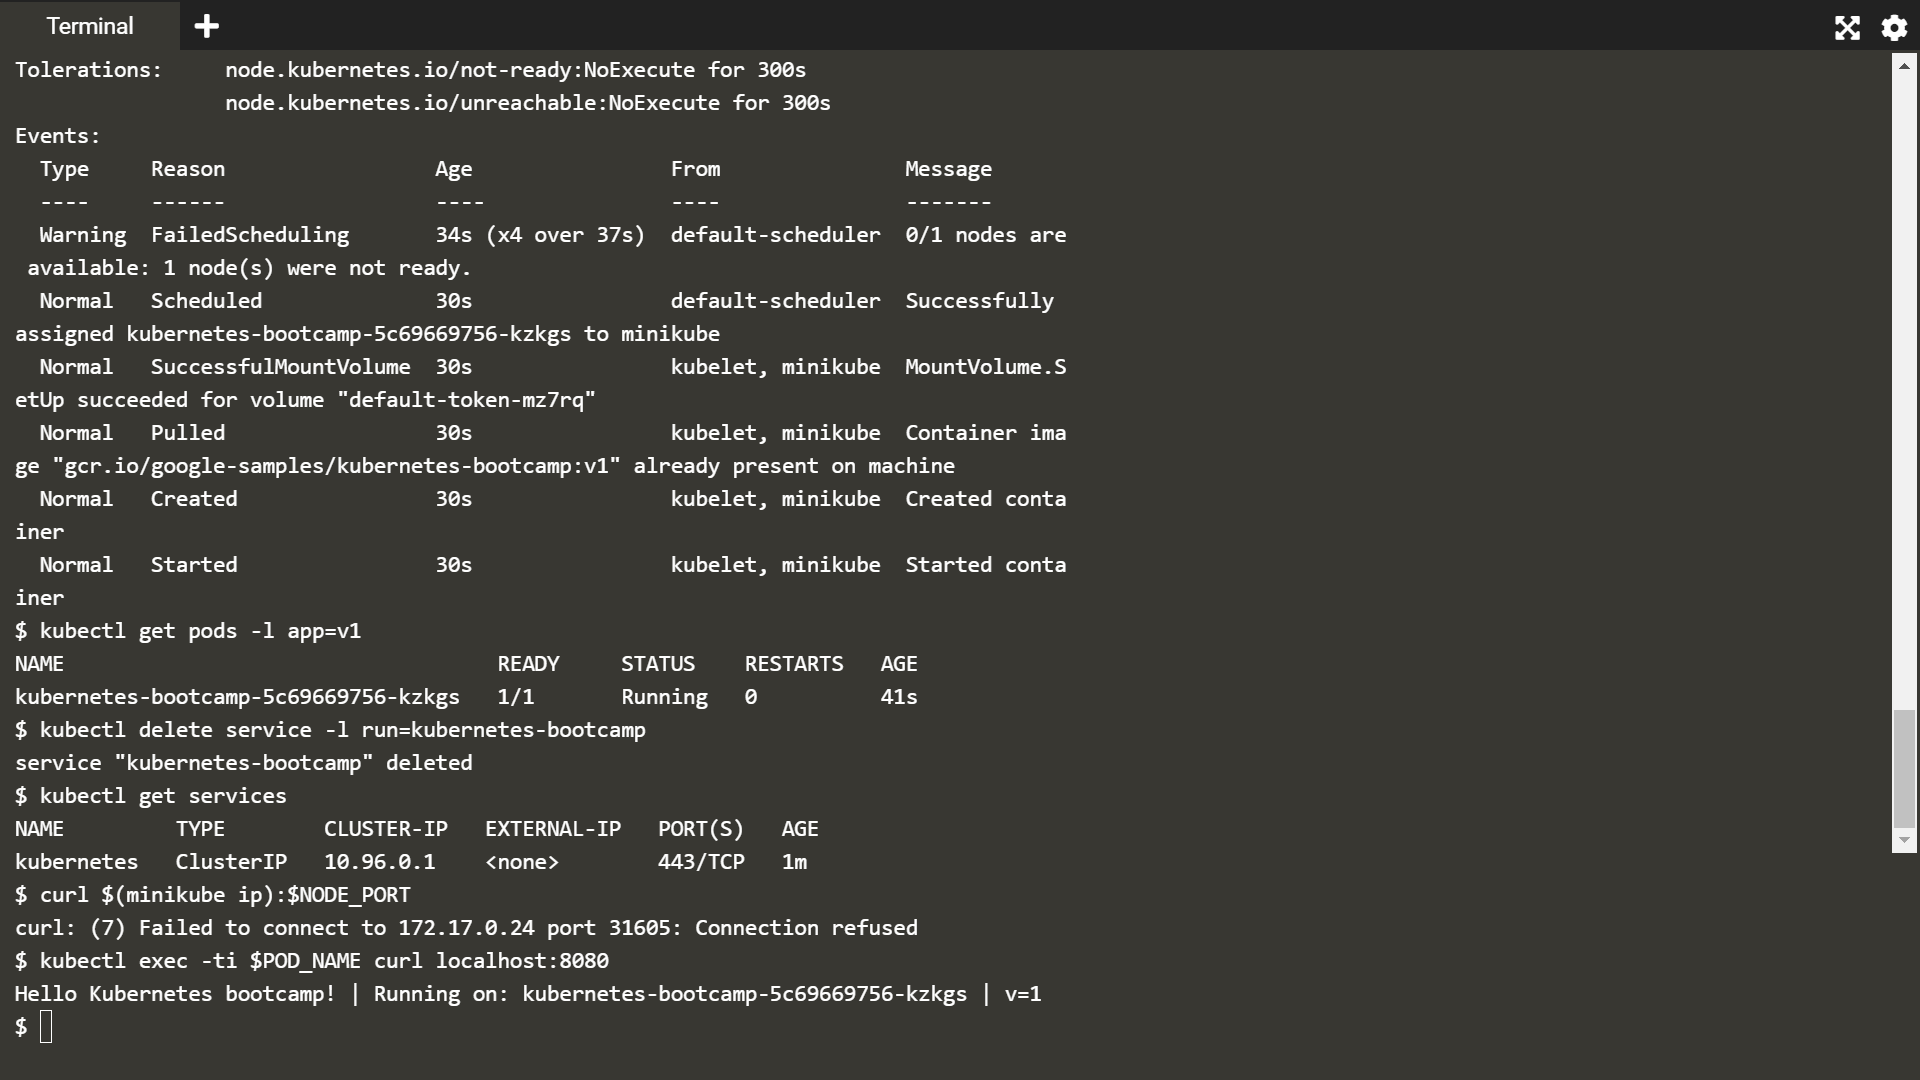 Terminal
Tolerations:     node.kubernetes.io/not-ready:NoExecute for 300s
                 node.kubernetes.io/unreachable:NoExecute for 300s
Events:
  Type     Reason                 Age                From               Message
  ----     ------                 ----               ----               -------
  Warning  FailedScheduling       34s (x4 over 37s)  default-scheduler  0/1 nodes are
 available: 1 node(s) were not ready.
  Normal   Scheduled              30s                default-scheduler  Successfully
assigned kubernetes-bootcamp-5c69669756-kzkgs to minikube
  Normal   SuccessfulMountVolume  30s                kubelet, minikube  MountVolume.S
etUp succeeded for volume "default-token-mz7rq"
  Normal   Pulled                 30s                kubelet, minikube  Container ima
ge "gcr.io/google-samples/kubernetes-bootcamp:v1" already present on machine
  Normal   Created                30s                kubelet, minikube  Created conta
iner
  Normal   Started                30s                kubelet, minikube  Started conta
iner
$ kubectl get pods -l app=v1
NAME                                   READY     STATUS    RESTARTS   AGE
kubernetes-bootcamp-5c69669756-kzkgs   1/1       Running   0          41s
$ kubectl delete service -l run=kubernetes-bootcamp
service "kubernetes-bootcamp" deleted
$ kubectl get services
NAME         TYPE        CLUSTER-IP   EXTERNAL-IP   PORT(S)   AGE
kubernetes   ClusterIP   10.96.0.1    <none>        443/TCP   1m
$ curl $(minikube ip):$NODE_PORT
curl: (7) Failed to connect to 172.17.0.24 port 31605: Connection refused
$ kubectl exec -ti $POD_NAME curl localhost:8080
Hello Kubernetes bootcamp! | Running on: kubernetes-bootcamp-5c69669756-kzkgs | v=1
$